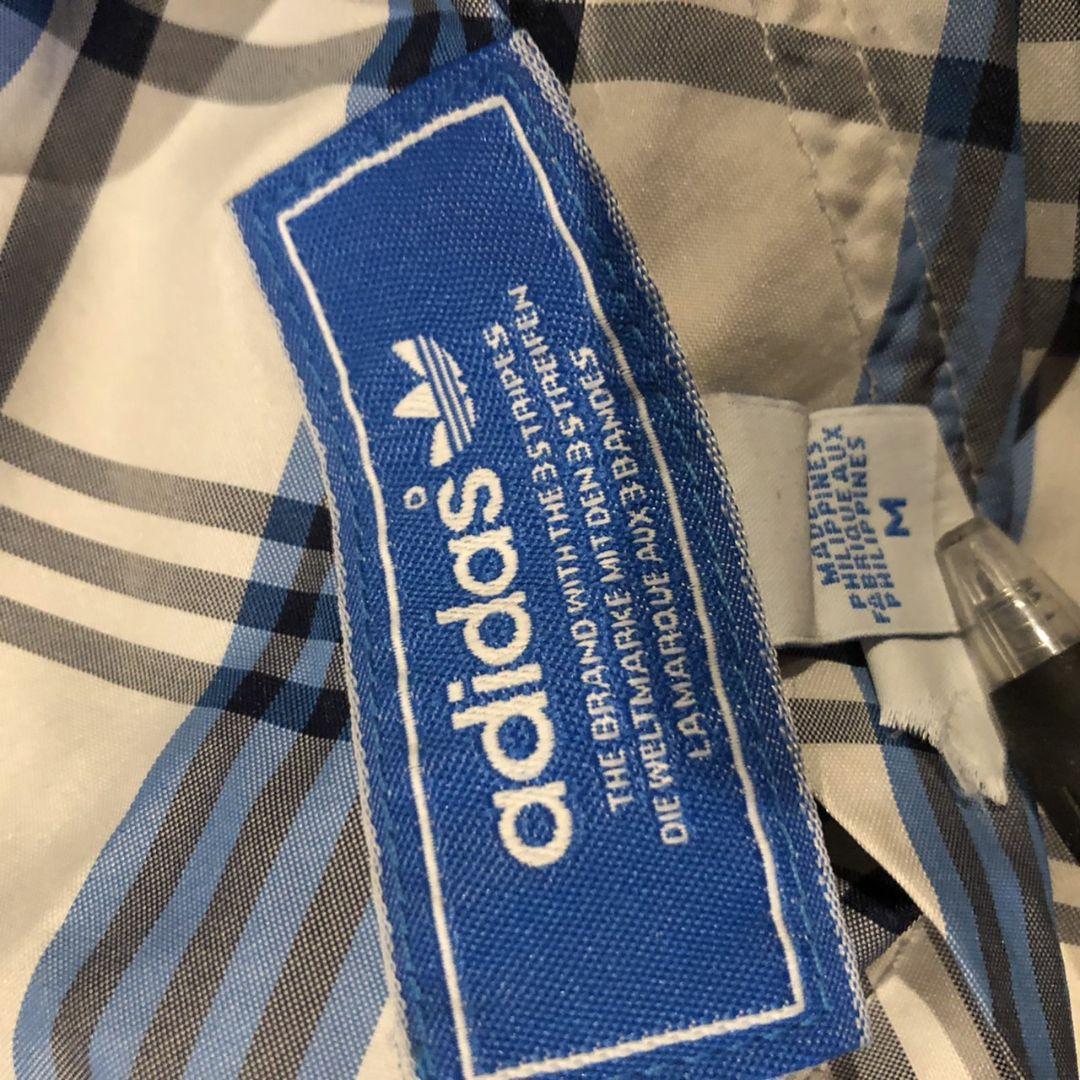 adidas
THE BRAND WITH THE 3 STRIPES
DIE WELTMARKE MIT DEN 3 STREIFEN
LA MARQUE AUX 3 BANDES
MAD IN
PHILIPPINES
FABRIQUE AUX
PHILIPPINES
M